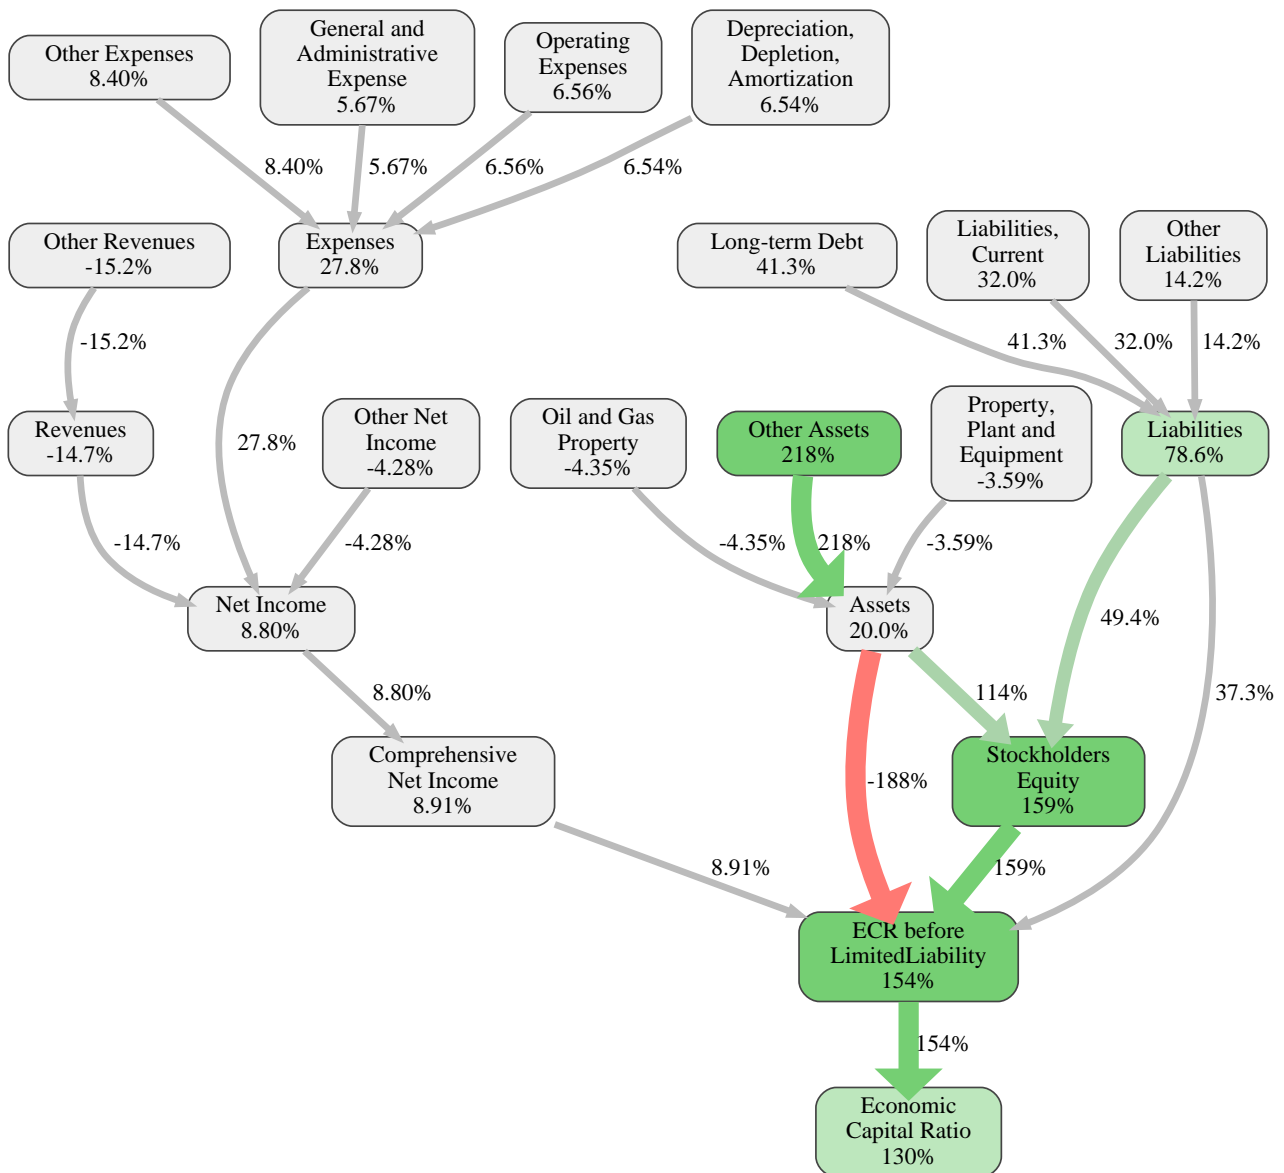 Other Expenses
8.40%
General and
Administrative
Expense
5.67%
Operating
Expenses
6.56%
Depreciation,
Depletion,
Amortization
6.54%
8.40%
5.67%
6.56%
6.54%
Other Revenues
-15.2%
Expenses
27.8%
Long-term Debt
41.3%
Liabilities,
Current
32.0%
Other
Liabilities
14.2%
-15.2%
41.3%
32.0%
14.2%
Revenues
-14.7%
27.8%
Other Net
Income
-4.28%
Oil and Gas
Property
-4.35%
Other Assets
218%
Property,
Plant and
Equipment
-3.59%
Liabilities
78.6%
-14.7%
-4.28%
-4.35%
218%
-3.59%
Net Income
8.80%
Assets
20.0%
49.4%
8.80%
114%
37.3%
Comprehensive
Net Income
8.91%
-188%
Stockholders
Equity
159%
8.91%
159%
ECR before
LimitedLiability
154%
154%
Economic
Capital Ratio
130%